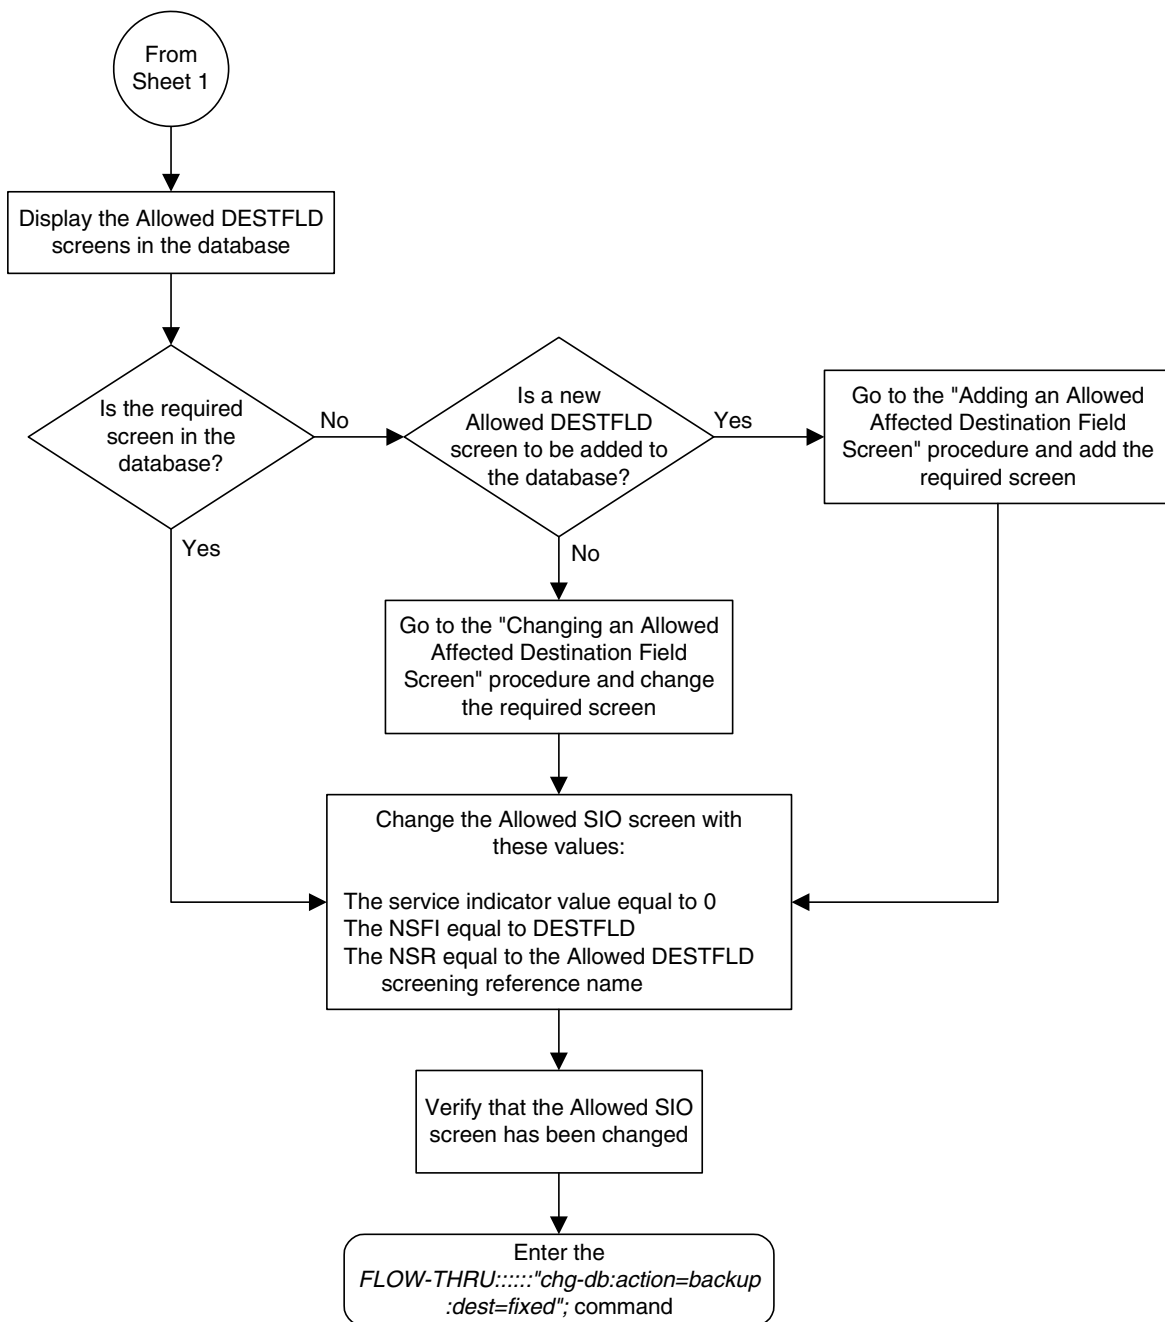 From
Sheet 1
Display the Allowed DESTFLD
screens in the database
Is the required
screen in the
database?
No
Yes
Is a new
Allowed DESTFLD
screen to be added to
the database?
Yes
No
Go to the "Adding an Allowed
Affected Destination Field
Screen" procedure and add the
required screen
Go to the "Changing an Allowed
Affected Destination Field
Screen" procedure and change
the required screen
Change the Allowed SIO screen with
these values:
The service indicator value equal to 0
The NSFI equal to DESTFLD
The NSR equal to the Allowed DESTFLD
screening reference name
Verify that the Allowed SIO
screen has been changed
Enter the
FLOW-THRU::::::"chg-db:action=backup
:dest=fixed"; command